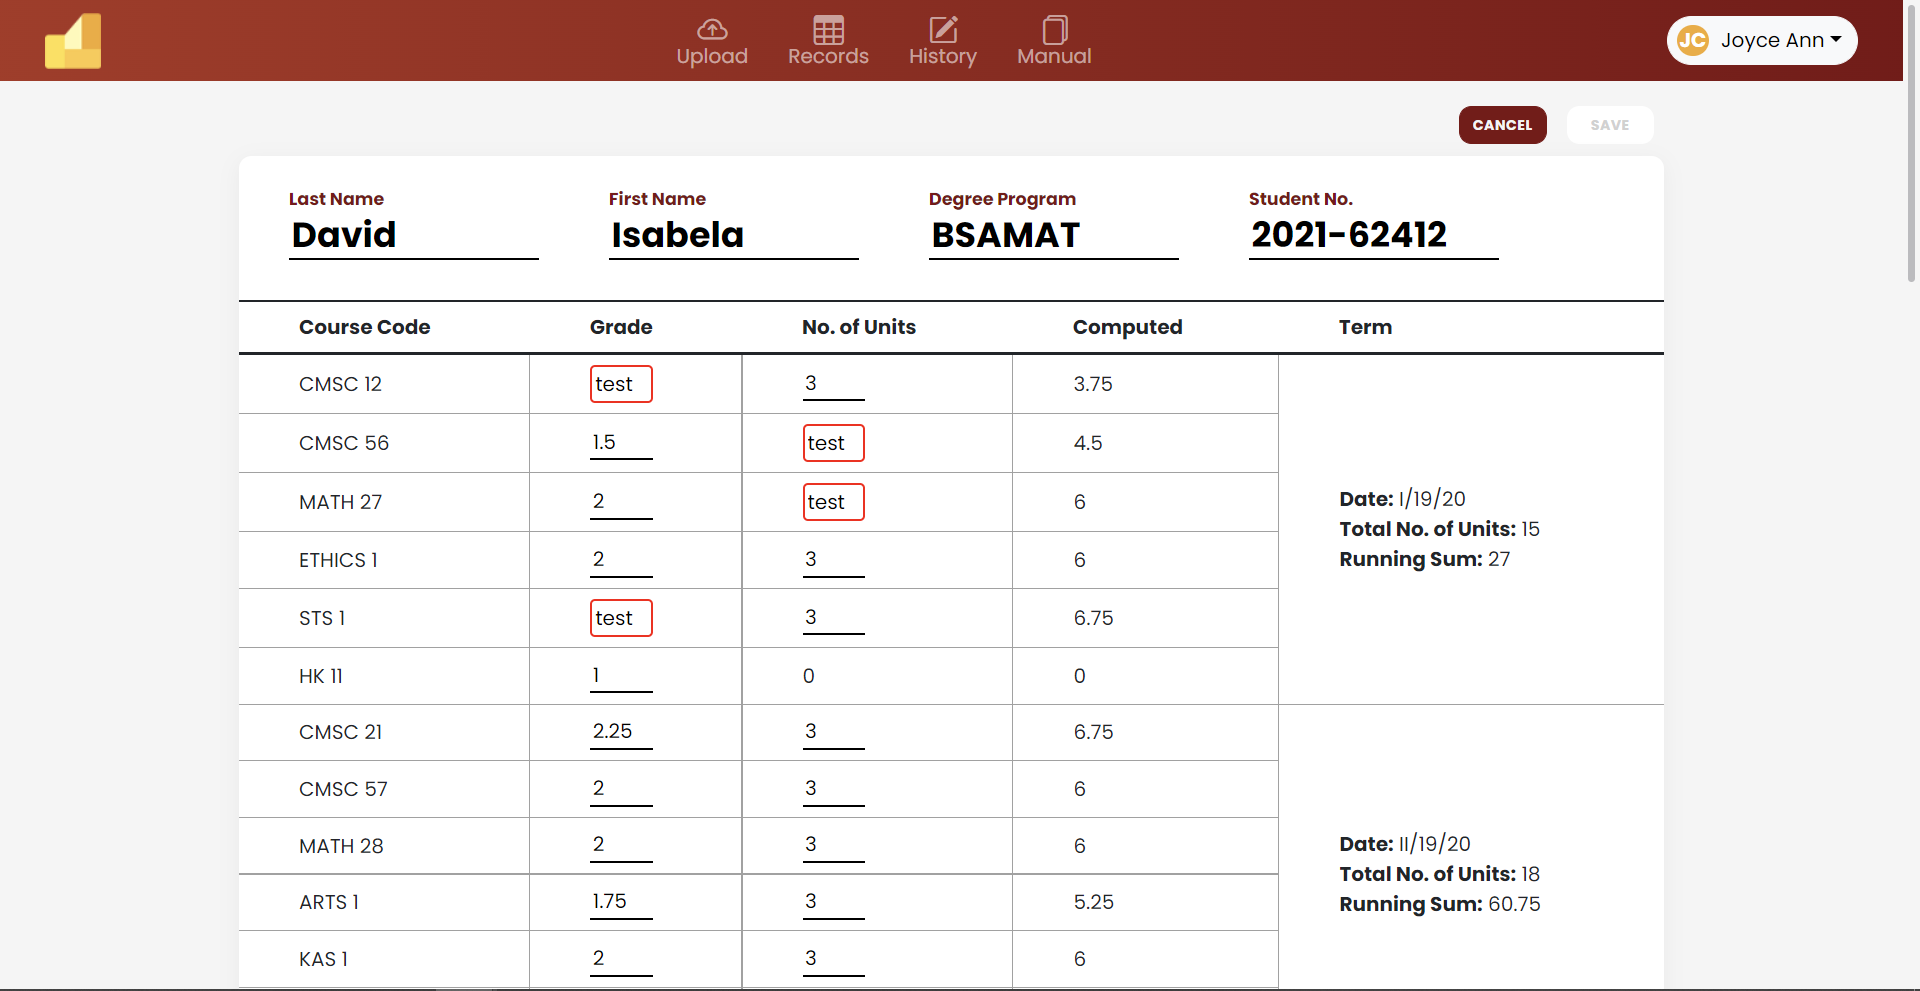 Upload Records History Manual
JC Joyce Ann
CANCEL SAVE
Last Name First Name Degree Program Student No.
David Isabela BSAMAT 2021-62412
Course Code Grade No. of Units Computed Term
CMSC 12 test 3 3.75
CMSC 56 1.5 test 4.5
MATH 27 2 test 6
Date: I/19/20
Total No. of Units: 15
Running Sum: 27
ETHICS 1 2 3 6
STS 1 test 3 6.75
HK 11 1 0 0
CMSC 21 2.25 3 6.75
CMSC 57 2 3 6
MATH 28 2 3 6
Date: II/19/20
Total No. of Units: 18
Running Sum: 60.75
ARTS 1 1.75 3 5.25
KAS 1 2 3 6